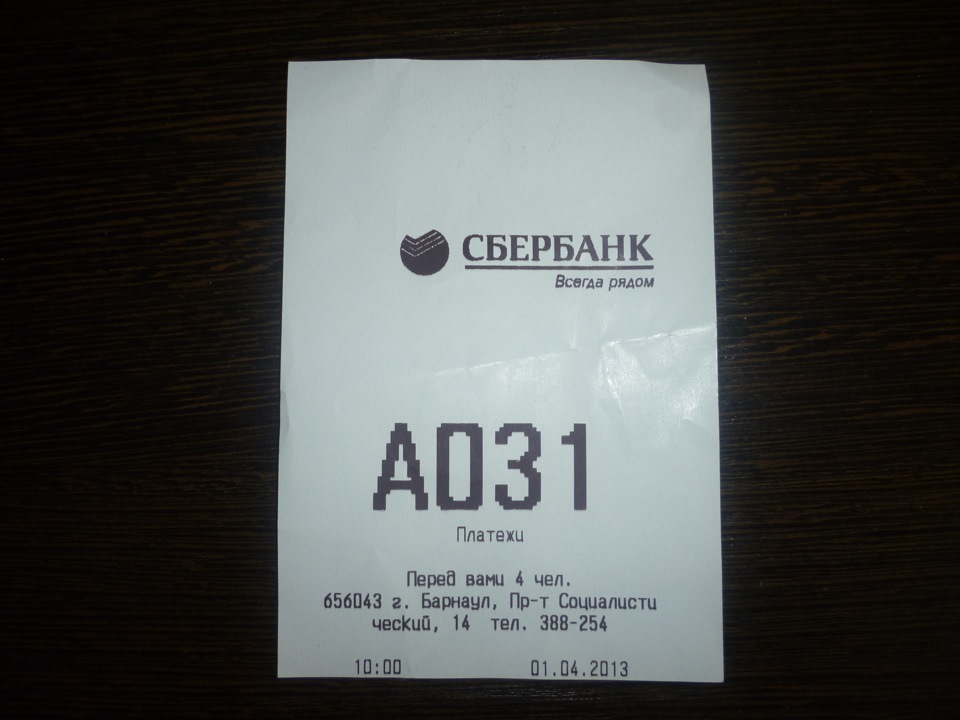 СБЕРБАНК
Всегда рядом
А031
Платежи
Перед вами 4 чел.
656043 г. Барнаул, Пр-т Социалисти
ческий, 14 тел. 388-254
10:00 01.04.2013